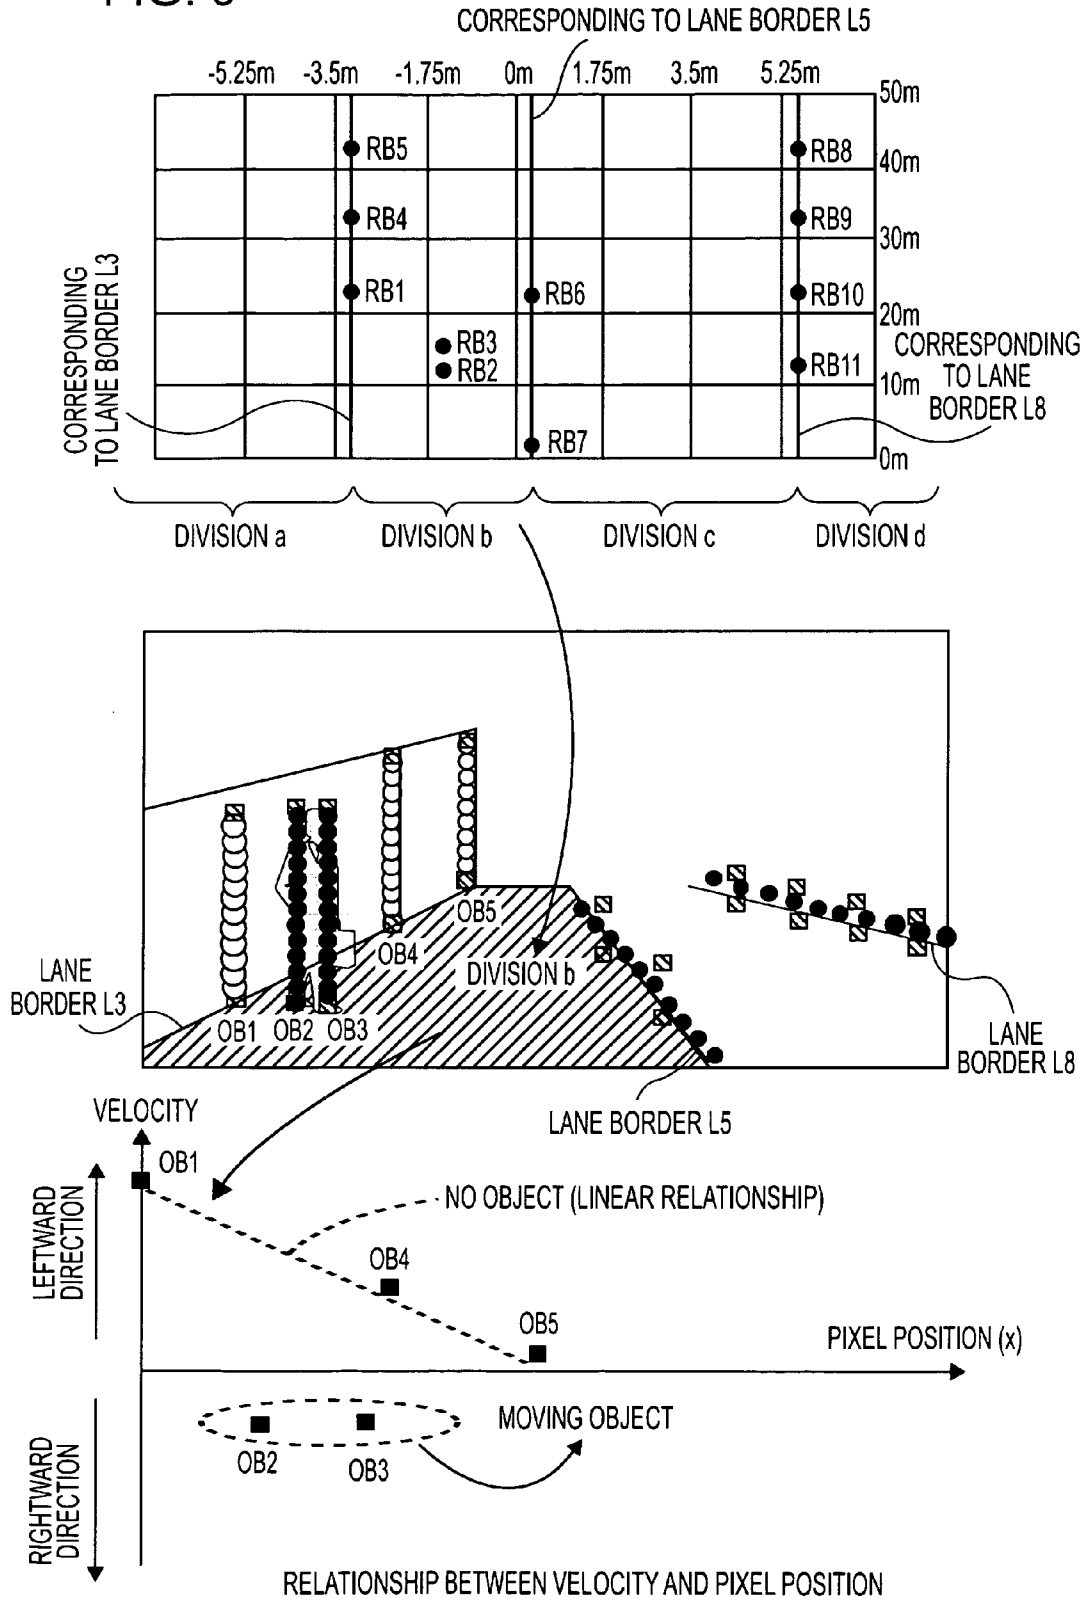 CORRESPONDING TO LANE BORDER L5
-5.25m -3.5m -1.75m 0m 1.75m 3.5m 5.25m
50m
RB5 RB8
40m
RB4 RB9
30m
CORRESPONDING
TO LANE BORDER L3
RB1 RB6 RB10
20m
RB3
RB2 RB11
CORRESPONDING
TO LANE
BORDER L8
10m
RB7
0m
DIVISION a DIVISION b DIVISION c DIVISION d
OB5
OB4
DIVISION b
LANE
BORDER L3
OB1 OB2 OB3
LANE
BORDER L8
LANE BORDER L5
VELOCITY
OB1
LEFTWARD
DIRECTION
NO OBJECT (LINEAR RELATIONSHIP)
OB4
OB5
PIXEL POSITION (x)
MOVING OBJECT
OB2 OB3
RIGHTWARD
DIRECTION
RELATIONSHIP BETWEEN VELOCITY AND PIXEL POSITION